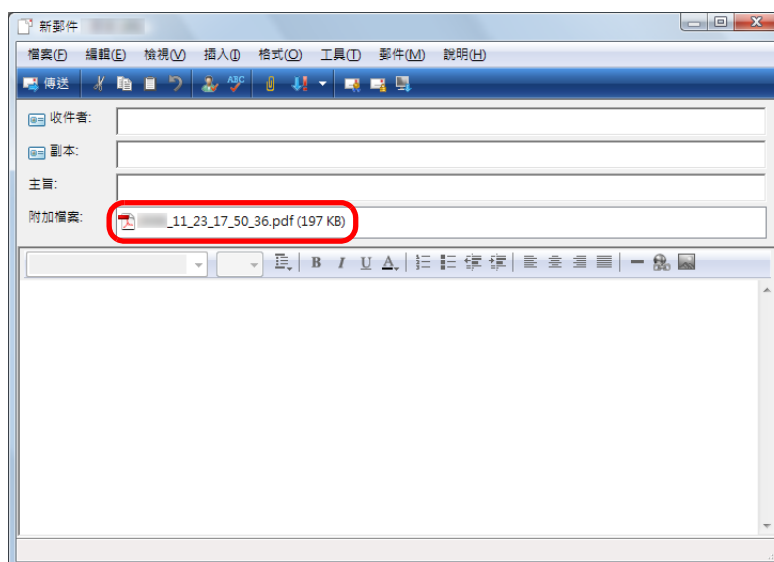 新郵件
檔案(F) 編輯(E) 檢視(V) 插入(I) 格式(O) 工具(T) 郵件(M) 說明(H)
傳送 ABC
收件者:
副本:
主旨:
附加檔案: _11_23_17_50_36.pdf (197 KB)
B I U A